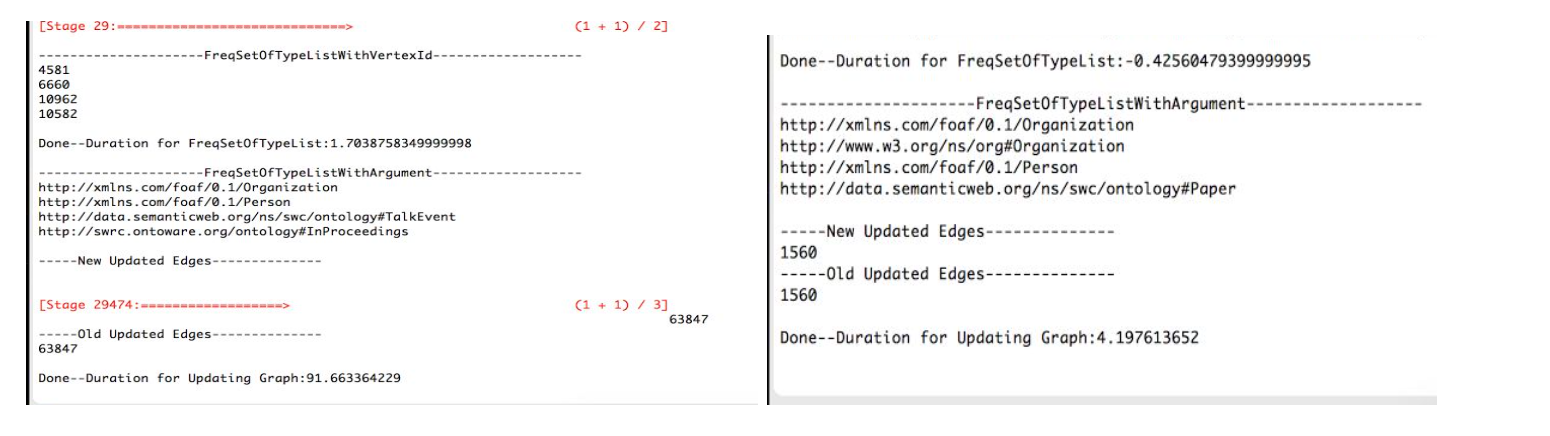 [Stage 29:=============================> (1 + 1) / 2]
---------------------FreqSetOfTypeListWithVertexId-------------------
4581
6660
10962
10582
Done--Duration for FreqSetOfTypeList:1.7038758349999998
---------------------FreqSetOfTypeListWithArgument-------------------
http://xmlns.com/foaf/0.1/Organization
http://xmlns.com/foaf/0.1/Person
http://data.semanticweb.org/ns/swc/ontology#TalkEvent
http://swrc.ontoware.org/ontology#InProceedings
-----New Updated Edges--------------
[Stage 29474:==================> (1 + 1) / 3]
63847
-----Old Updated Edges--------------
63847
Done--Duration for Updating Graph:91.663364229
Done--Duration for FreqSetOfTypeList:-0.42560479399999995
---------------------FreqSetOfTypeListWithArgument-------------------
http://xmlns.com/foaf/0.1/Organization
http://www.w3.org/ns/org#Organization
http://xmlns.com/foaf/0.1/Person
http://data.semanticweb.org/ns/swc/ontology#Paper
-----New Updated Edges--------------
1560
-----Old Updated Edges--------------
1560
Done--Duration for Updating Graph:4.197613652